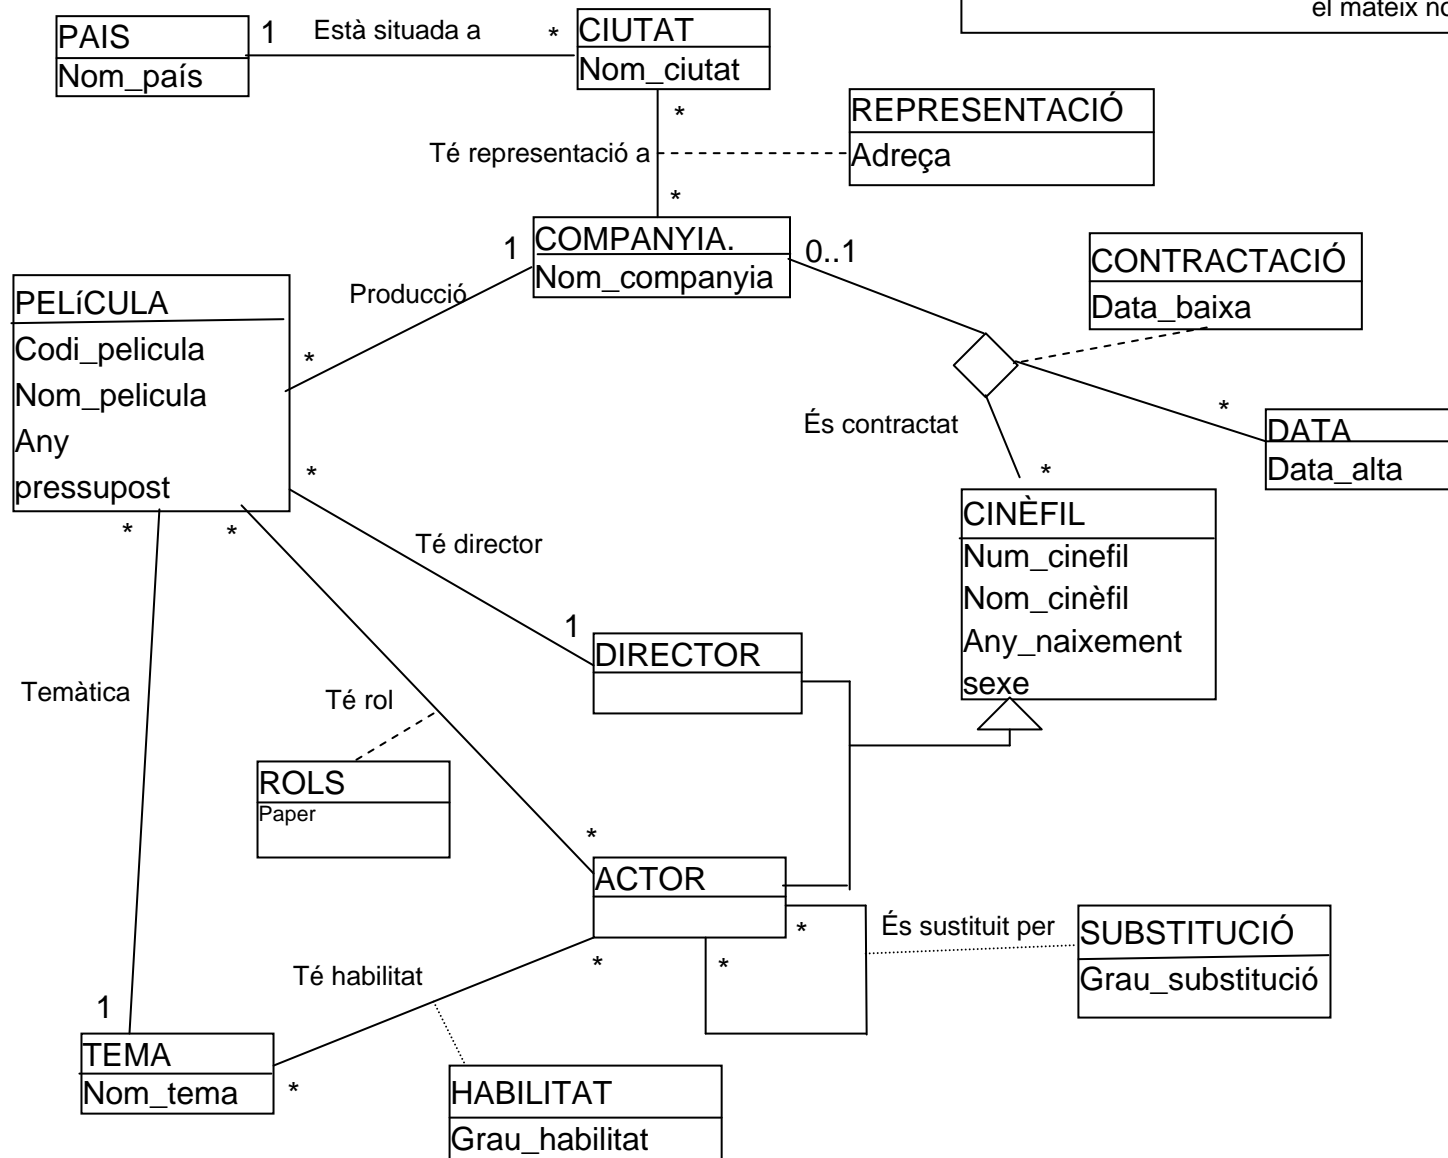 el mateix no
PAIS
Nom_país
1
Està situada a
*
CIUTAT
Nom_ciutat
*
Té representació a
*
REPRESENTACIÓ
Adreça
1
COMPANYIA.
Nom_companyia
0..1
CONTRACTACIÓ
Data_baixa
PELíCULA
Codi_pelicula
Nom_pelicula
Any
pressupost
Producció
*
És contractat
*
*
DATA
Data_alta
CINÈFIL
Num_cinefil
Nom_cinèfil
Any_naixement
sexe
*
Té director
1
DIRECTOR
*
*
Temàtica
Té rol
ROLS
Paper
*
ACTOR
*
*
*
És sustituit per
SUBSTITUCIÓ
Grau_substitució
Té habilitat
1
TEMA
Nom_tema
*
HABILITAT
Grau_habilitat